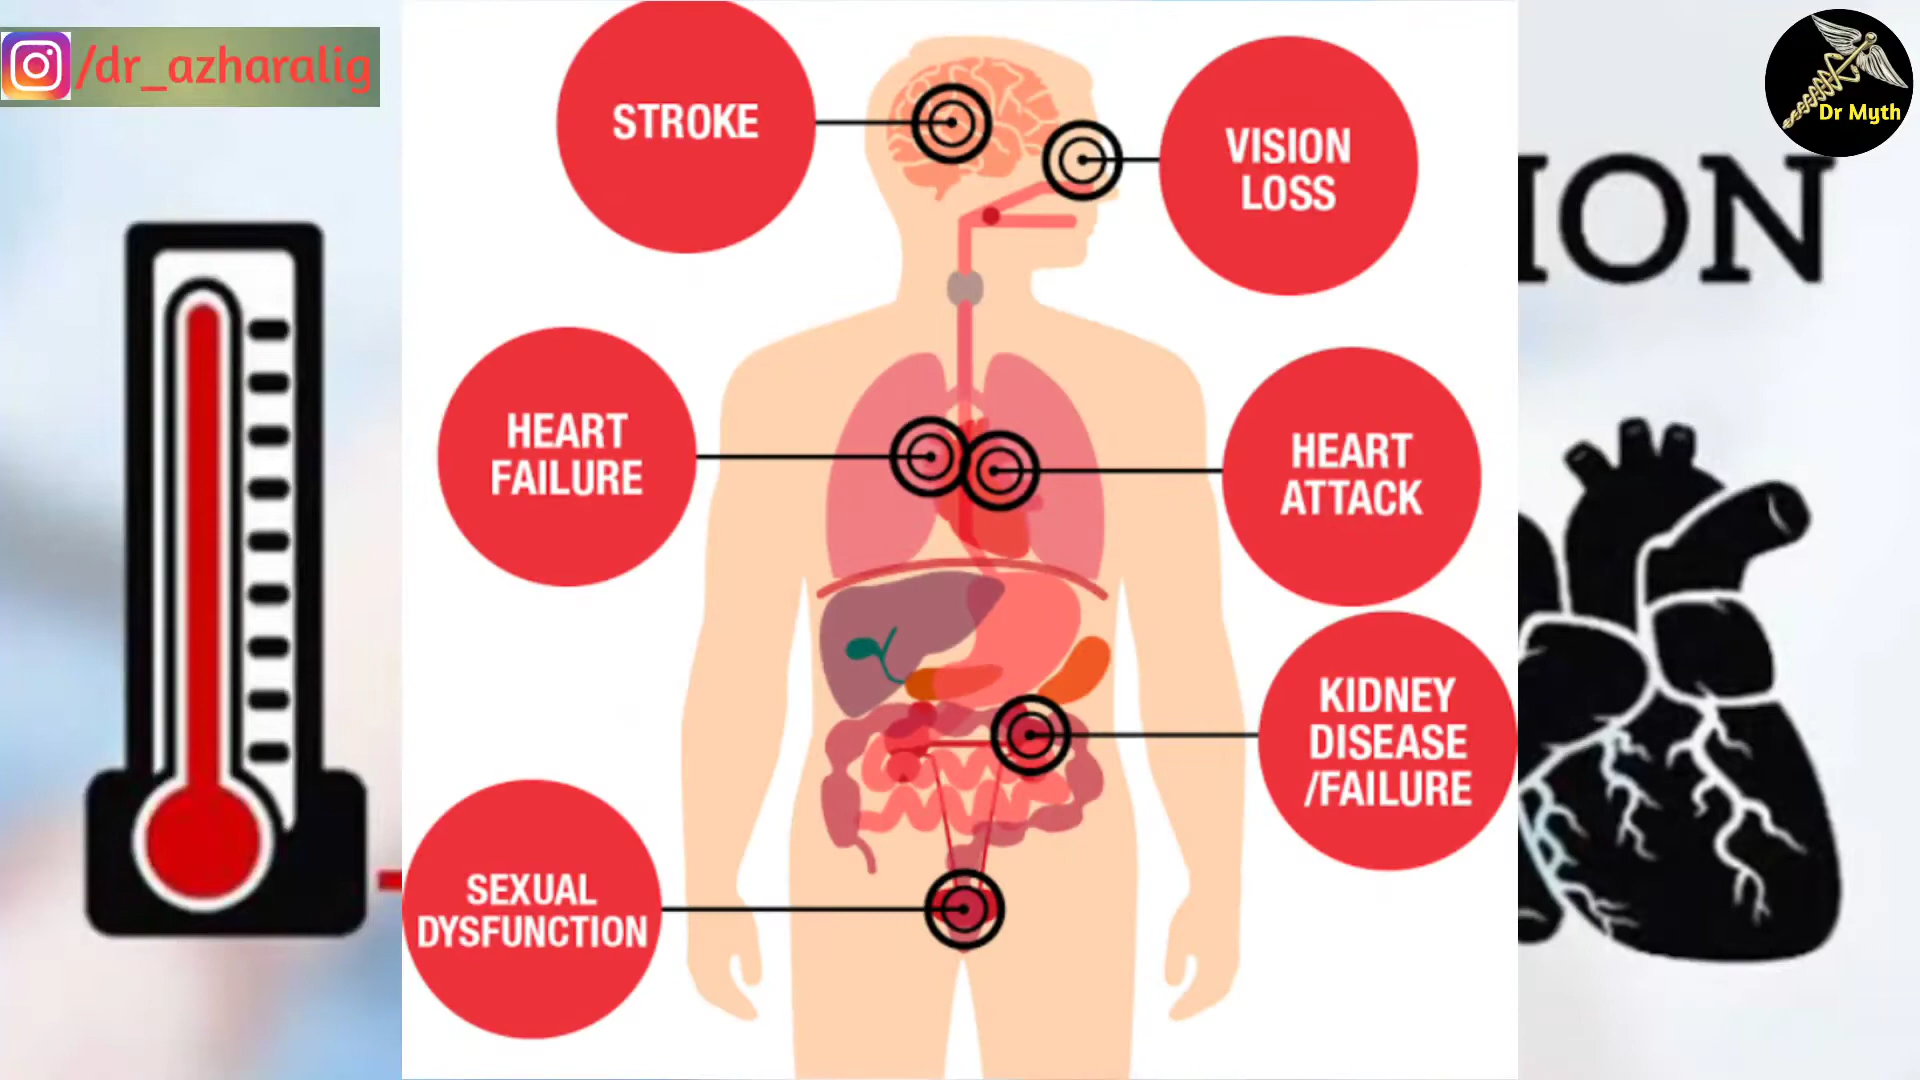 /dr_azharalig
Dr Myth
STROKE
VISION
LOSS
ION
HEART
FAILURE
HEART
ATTACK
KIDNEY
DISEASE
/FAILURE
SEXUAL
DYSFUNCTION